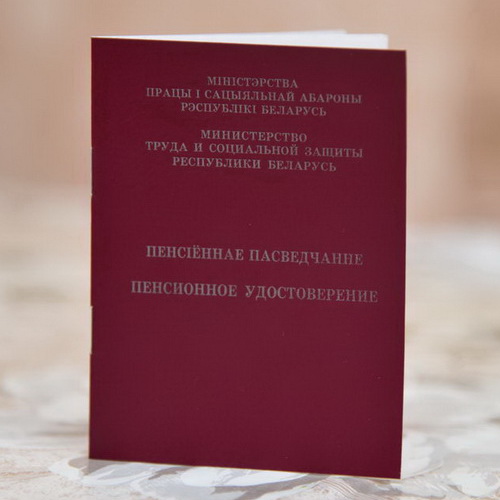 МІНІСТЭРСТВА
ПРАЦЫ І САЦЫЯЛЬНАЙ АБАРОНЫ
РЭСПУБЛІКІ БЕЛАРУСЬ
МИНИСТЕРСТВО
ТРУДА И СОЦИАЛЬНОЙ ЗАЩИТЫ
РЕСПУБЛИКИ БЕЛАРУСЬ
ПЕНСІЁННАЕ ПАСВЕДЧАННЕ
ПЕНСИОННОЕ УДОСТОВЕРЕНИЕ